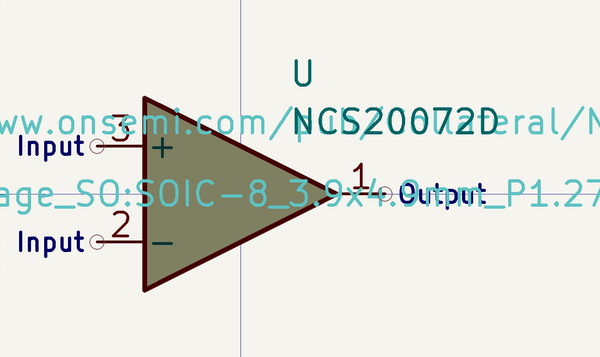 U
NCS20072D
www.onsemi.com/pub/Collateral/N
3
Input
+
1
Output
age_SO:SOIC-8_3.9x4.9mm_P1.27
2
Input
−